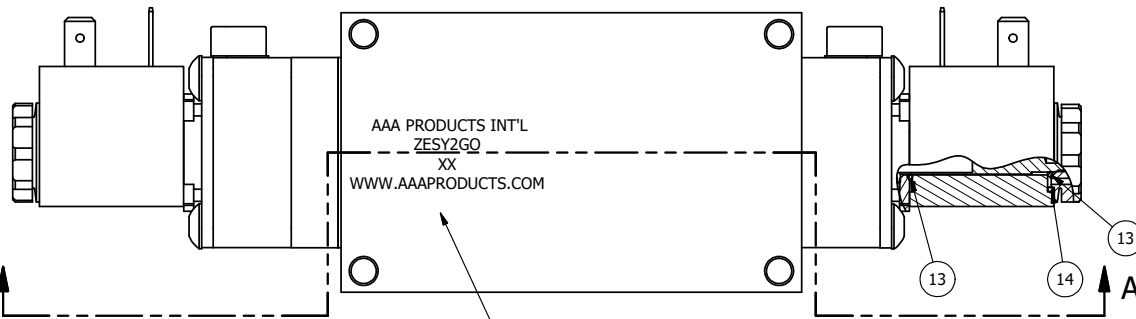 AAA PRODUCTS INT'L
ZESY2GO
XX
WWW.AAAPRODUCTS.COM
13
13
14
A